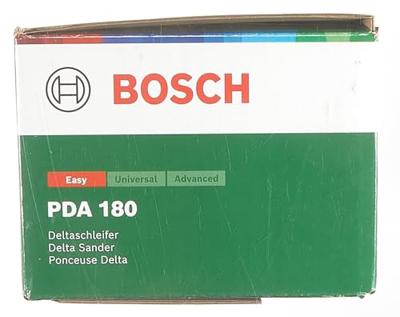 BOSCH
Easy Universal Advanced
PDA 180
Deltaschleifer
Delta Sander
Ponceuse Delta